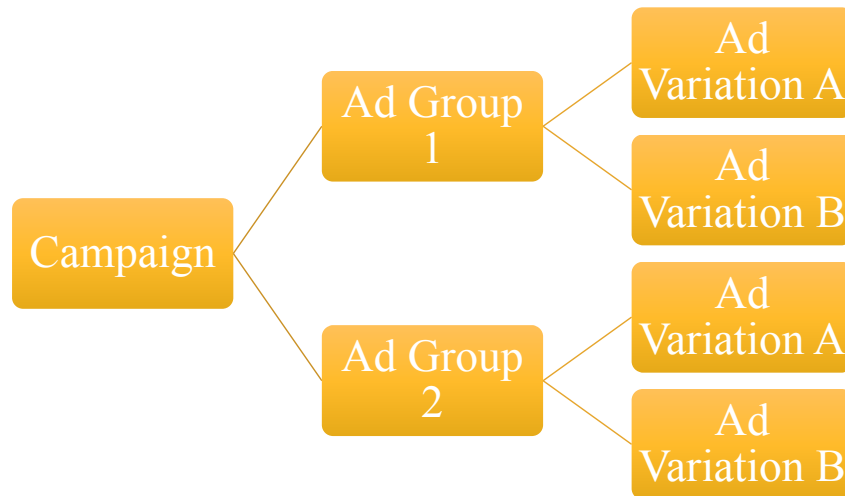 Campaign
Ad Group
1
Ad
Variation A
Ad
Variation B
Ad Group
2
Ad
Variation A
Ad
Variation B